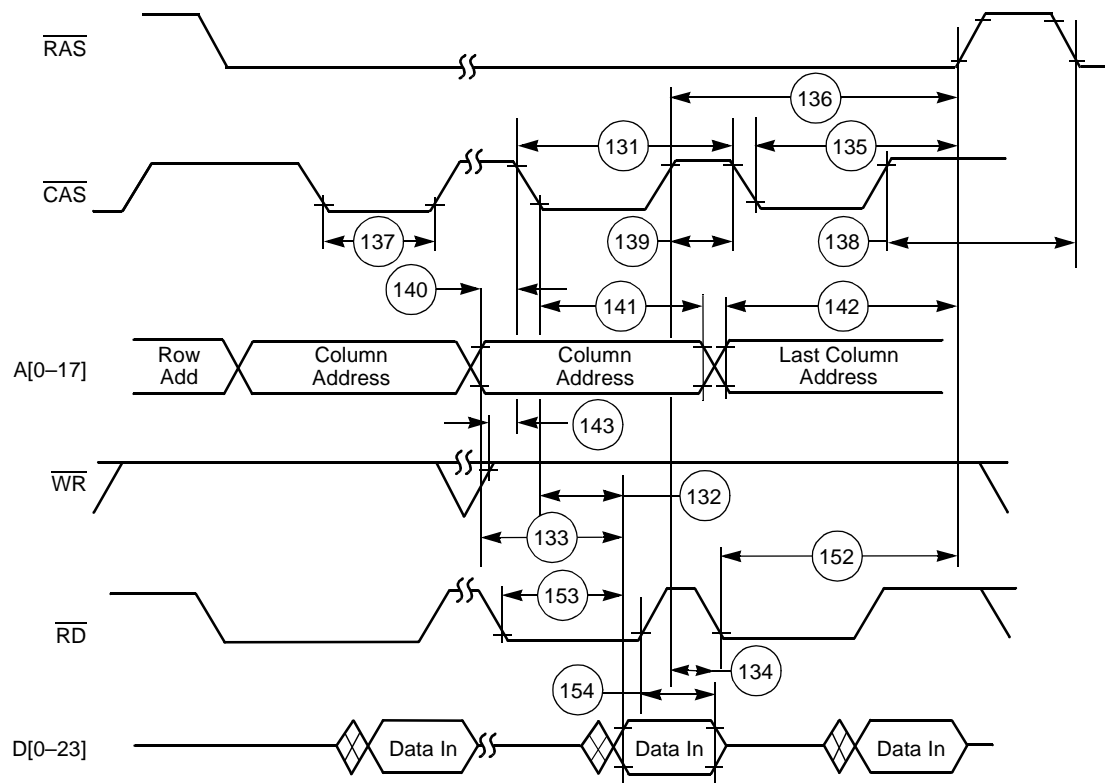 RAS
136
131
135
CAS
137
139
138
140
141
142
A[0–17]
Row
Add
Column
Address
Column
Address
Last Column
Address
143
WR
132
133
152
153
RD
134
154
D[0–23]
Data In
Data In
Data In